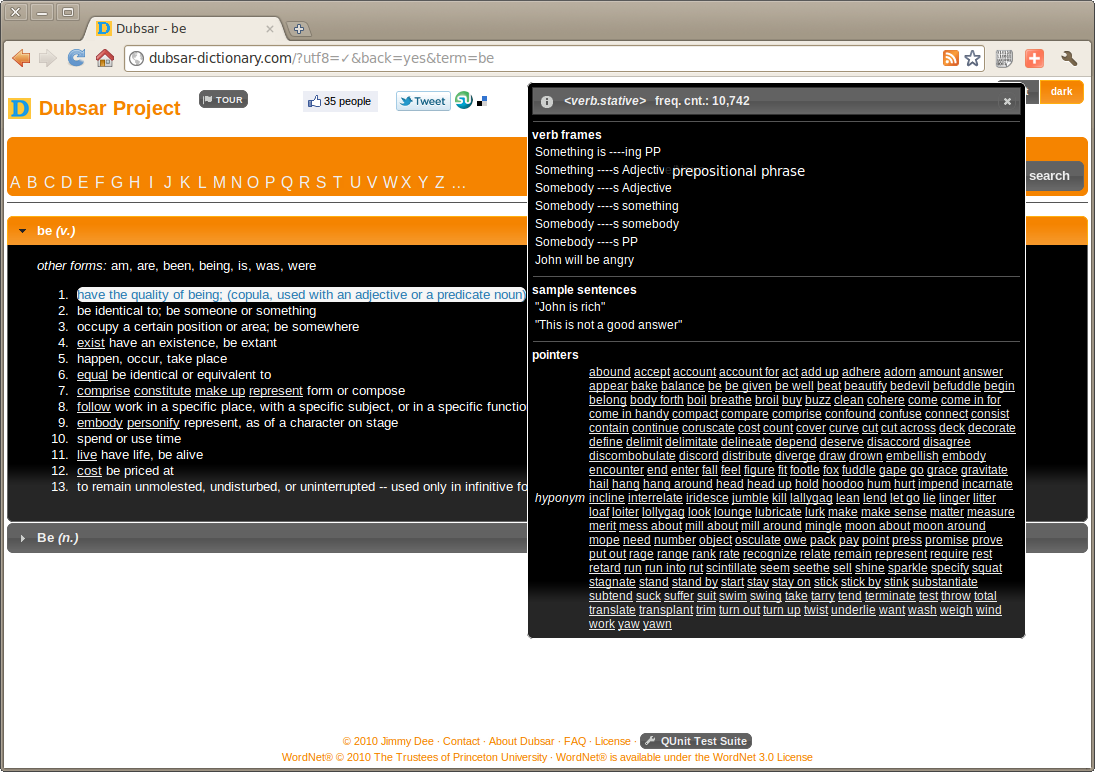 Dubsar - be
dubsar-dictionary.com/?utf8=✓&back=yes&term=be
Dubsar Project
TOUR
35 people
Tweet
dark
A B C D E F G H I J K L M N O P Q R S T U V W X Y Z ...
search
be (v.)
other forms: am, are, been, being, is, was, were
1. have the quality of being; (copula, used with an adjective or a predicate noun)
2. be identical to; be someone or something
3. occupy a certain position or area; be somewhere
4. exist have an existence, be extant
5. happen, occur, take place
6. equal be identical or equivalent to
7. comprise constitute make up represent form or compose
8. follow work in a specific place, with a specific subject, or in a specific functio
9. embody personify represent, as of a character on stage
10. spend or use time
11. live have life, be alive
12. cost be priced at
13. to remain unmolested, undisturbed, or uninterrupted -- used only in infinitive fo
Be (n.)
<verb.stative> freq. cnt.: 10,742
verb frames
Something is ----ing PP
Something ----s Adjective
prepositional phrase
Somebody ----s Adjective
Somebody ----s something
Somebody ----s somebody
Somebody ----s PP
John will be angry
sample sentences
"John is rich"
"This is not a good answer"
pointers
hyponym
abound accept account account for act add up adhere adorn amount answer
appear bake balance be be given be well beat beautify bedevil befuddle begin
belong body forth boil breathe broil buy buzz clean cohere come come in for
come in handy compact compare comprise confound confuse connect consist
contain continue coruscate cost count cover curve cut cut across deck decorate
define delimit delimitate delineate depend deserve disaccord disagree
discombobulate discord distribute diverge draw drown embellish embody
encounter end enter fall feel figure fit footle fox fuddle gape go grace gravitate
hail hang hang around head head up hold hoodoo hum hurt impend incarnate
incline interrelate iridesce jumble kill lallygag lean lend let go lie linger litter
loaf loiter lollygag look lounge lubricate lurk make make sense matter measure
merit mess about mill about mill around mingle moon about moon around
mope need number object osculate owe pack pay point press promise prove
put out rage range rank rate recognize relate remain represent require rest
retard run run into rut scintillate seem seethe sell shine sparkle specify squat
stagnate stand stand by start stay stay on stick stick by stink substantiate
subtend suck suffer suit swim swing take tarry tend terminate test throw total
translate transplant trim turn out turn up twist underlie want wash weigh wind
work yaw yawn
© 2010 Jimmy Dee · Contact · About Dubsar · FAQ · License · QUnit Test Suite
WordNet® © 2010 The Trustees of Princeton University · WordNet® is available under the WordNet 3.0 License